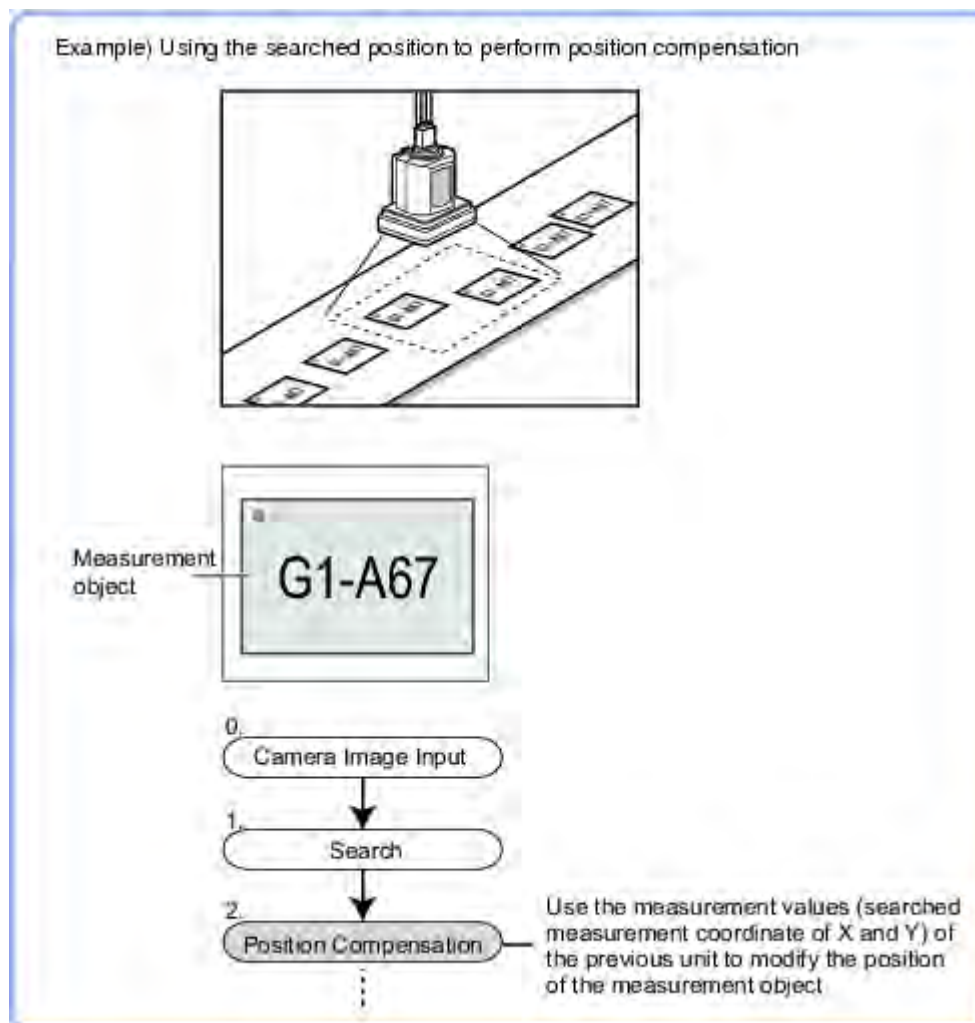 Example) Using the searched position to perform position compensation
Measurement
object
G1-A67
0.
Camera Image Input
1.
Search
2.
Position Compensation
Use the measurement values (searched
measurement coordinate of X and Y) of
the previous unit to modify the position
of the measurement object